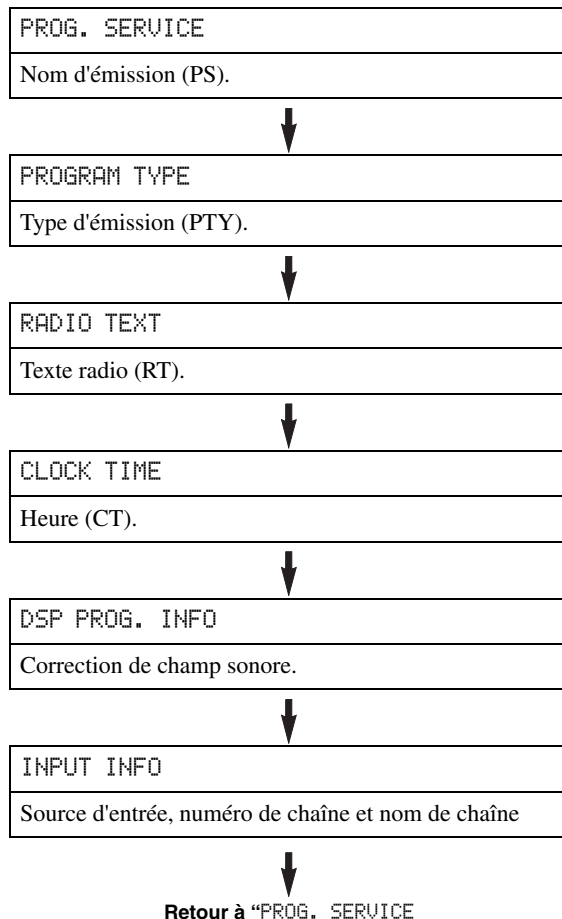 PROG. SERVICE
Nom d'émission (PS).
PROGRAM TYPE
Type d'émission (PTY).
RADIO TEXT
Texte radio (RT).
CLOCK TIME
Heure (CT).
DSP PROG. INFO
Correction de champ sonore.
INPUT INFO
Source d'entrée, numéro de chaîne et nom de chaîne
Retour à “PROG. SERVICE